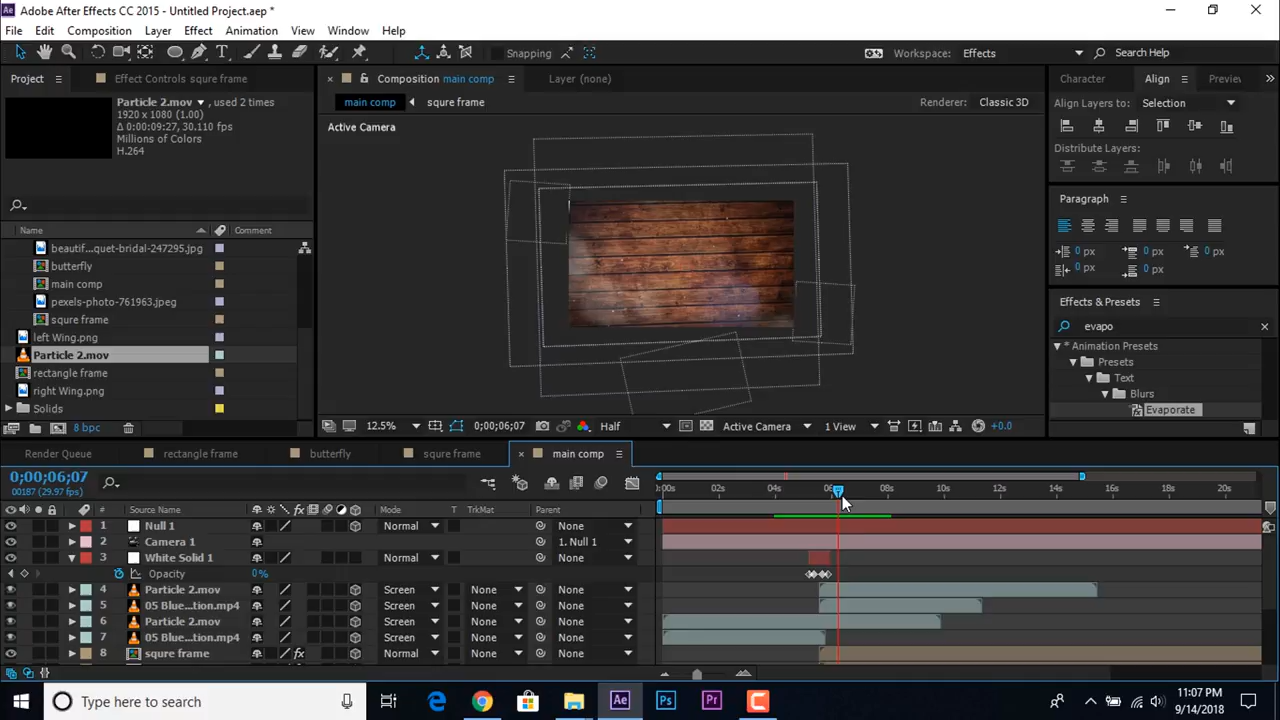 Adobe After Effects CC 2015 - Untitled Project.aep *
File Edit Composition Layer Effect Animation View Window Help
Snapping
Workspace: Effects
Search Help
Project
Effect Controls squre frame
Composition main comp
Layer (none)
Character
Align
Preview
Particle 2.mov ▼, used 2 times
1920 x 1080 (1.00)
Δ 0:00:09:27, 30.110 fps
Millions of Colors
H.264
main comp
squre frame
Renderer: Classic 3D
Active Camera
Align Layers to: Selection
Distribute Layers:
Paragraph
0 px 0 px 0 px
0 px 0 px
Name Comment
beautif...quet-bridal-247295.jpg
butterfly
main comp
pexels-photo-761963.jpeg
squre frame
left Wing.png
Particle 2.mov
rectangle frame
right Wing.png
Solids
Effects & Presets
evapo
* Animation Presets
Presets
Text
Blurs
Evaporate
8 bpc
12.5%
0;00;06;07
Half
Active Camera
1 View
+0.0
Render Queue
rectangle frame
butterfly
squre frame
main comp
0;00;06;07
00187 (29.97 fps)
:00s 02s 04s 06s 08s 10s 12s 14s 16s 18s 20s
# Source Name Mode T TrkMat Parent
1 Null 1 Normal None
2 Camera 1 1. Null 1
3 White Solid 1 Normal None
Opacity 0%
4 Particle 2.mov Screen None None
5 05 Blue...tion.mp4 Screen None None
6 Particle 2.mov Screen None None
7 05 Blue...tion.mp4 Screen None None
8 squre frame Normal None None
Type here to search
11:07 PM
9/14/2018